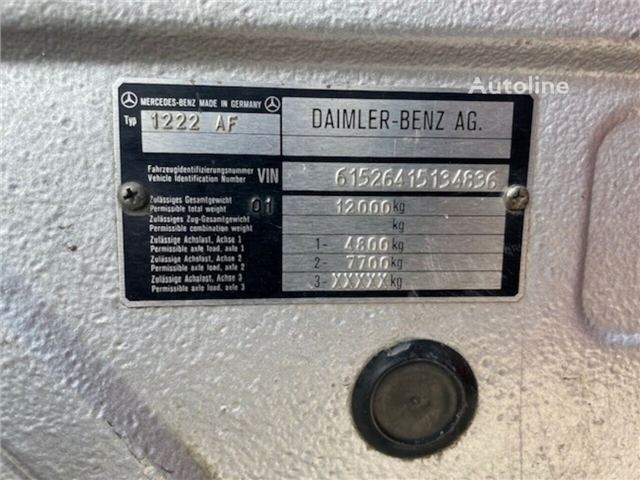 Autoline
MERCEDES-BENZ MADE IN GERMANY
Typ 1222 AF
DAIMLER-BENZ AG.
Fahrzeugidentifizierungsnummer
Vehicle Identification Number VIN 61526415134836
Zulässiges Gesamtgewicht
Permissible total weight 01 12000 kg
Zulässiges Zug-Gesamtgewicht
Permissible combination weight kg
Zulässige Achslast, Achse 1
Permissible axle load, axle 1 1- 4800 kg
Zulässige Achslast, Achse 2
Permissible axle load, axle 2 2- 7700 kg
Zulässige Achslast, Achse 3
Permissible axle load, axle 3 3- XXXXX kg